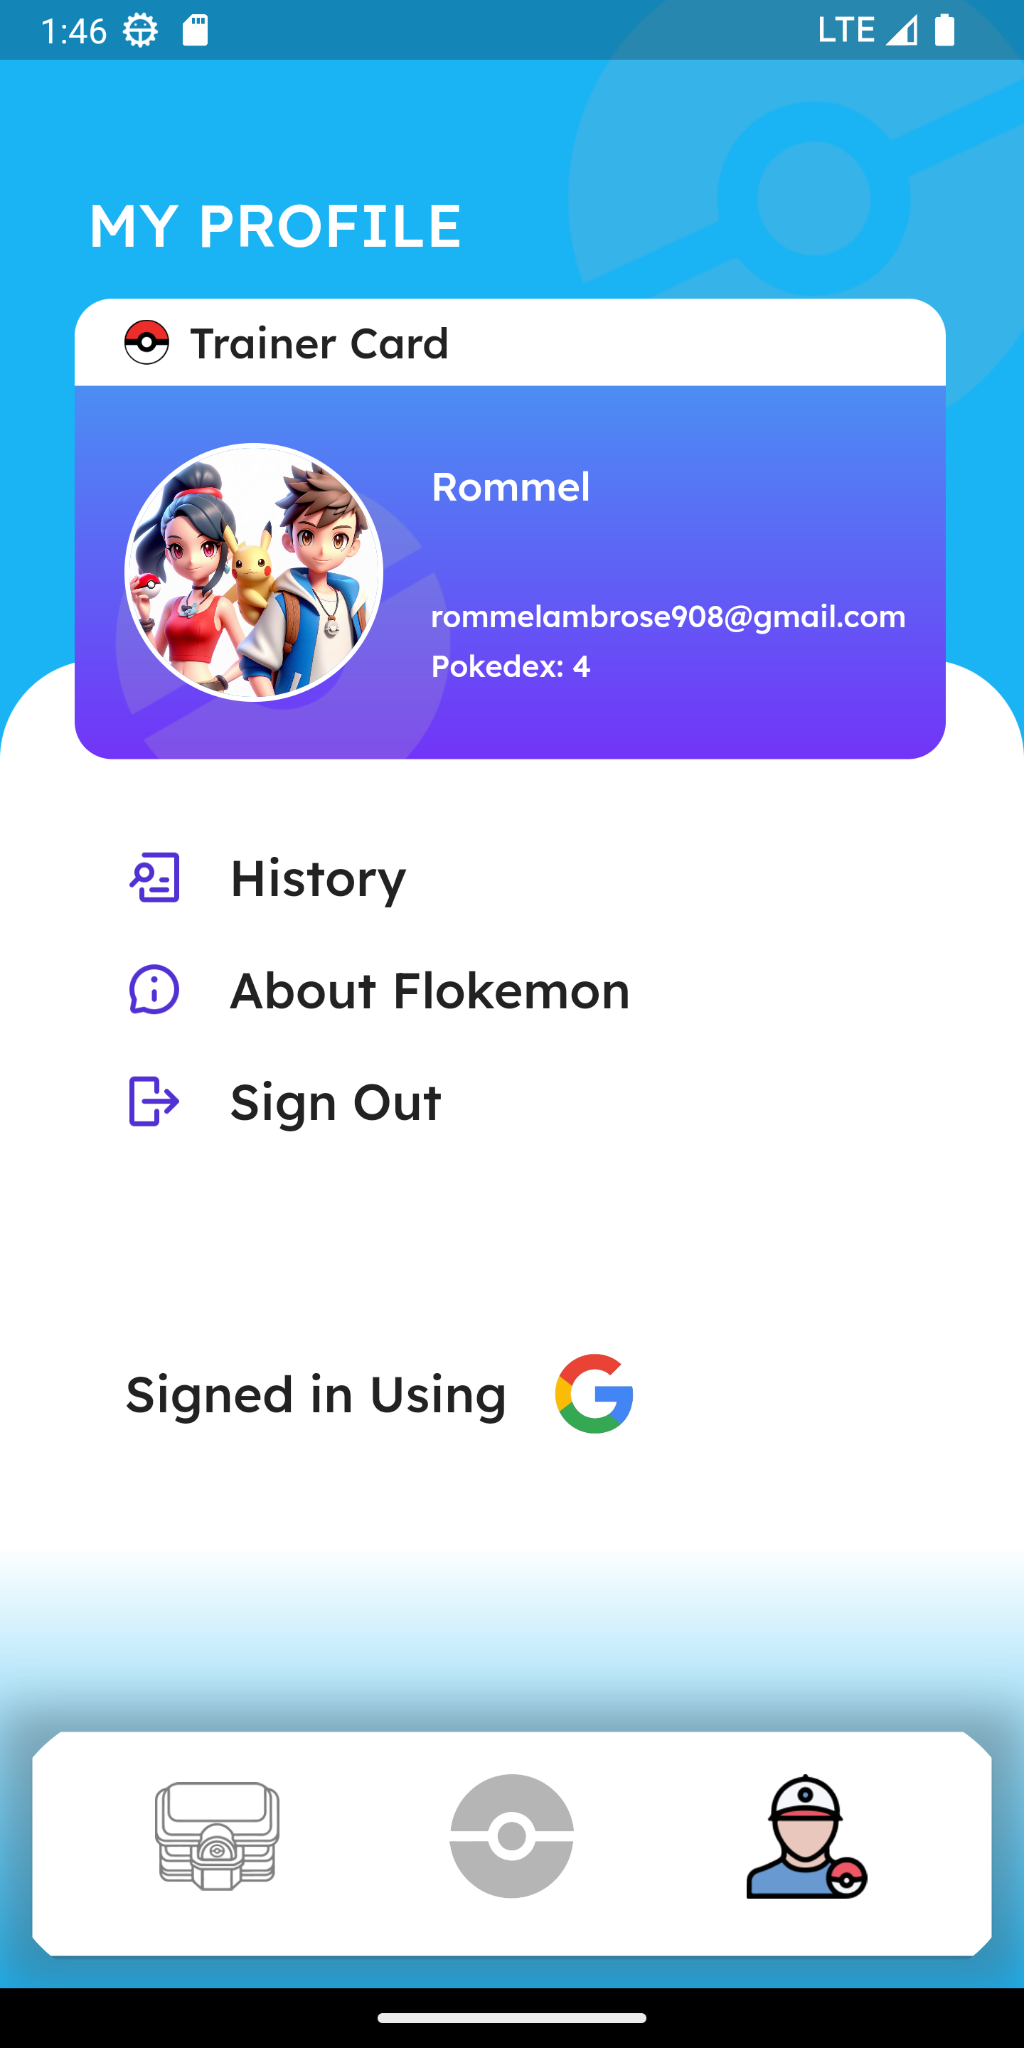 1:46
LTE
MY PROFILE
Trainer Card
Rommel
rommelambrose908@gmail.com
Pokedex: 4
History
About Flokemon
Sign Out
Signed in Using